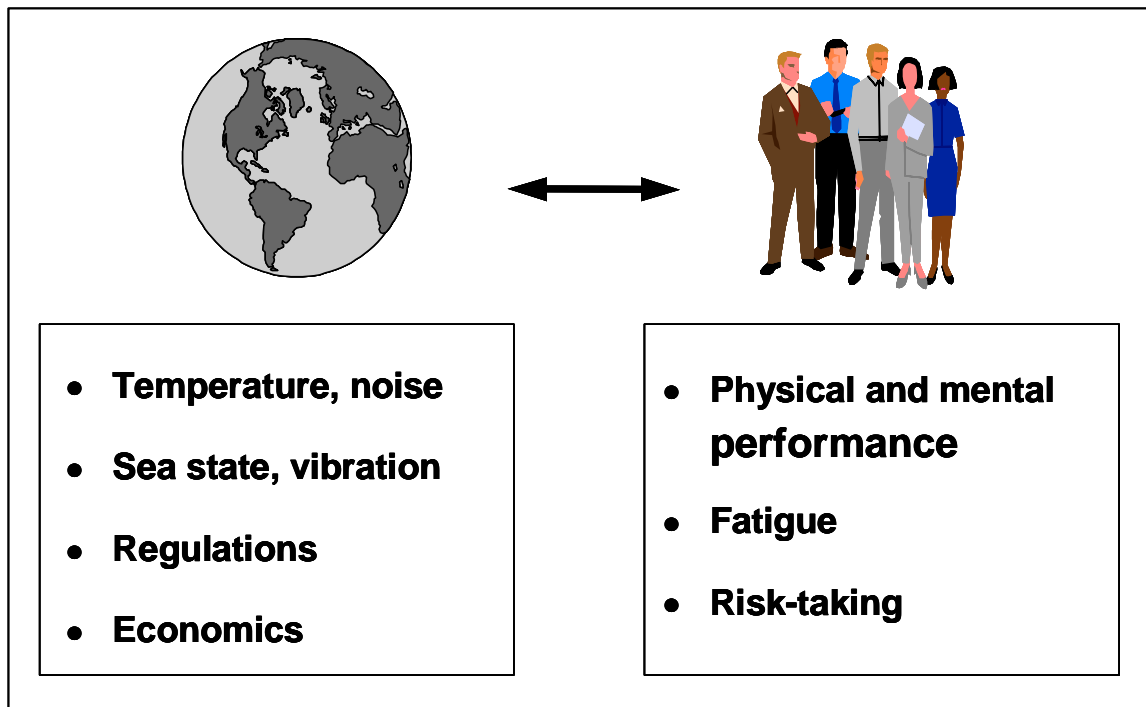 • Temperature, noise
• Sea state, vibration
• Regulations
• Economics
• Physical and mental
performance
• Fatigue
• Risk-taking